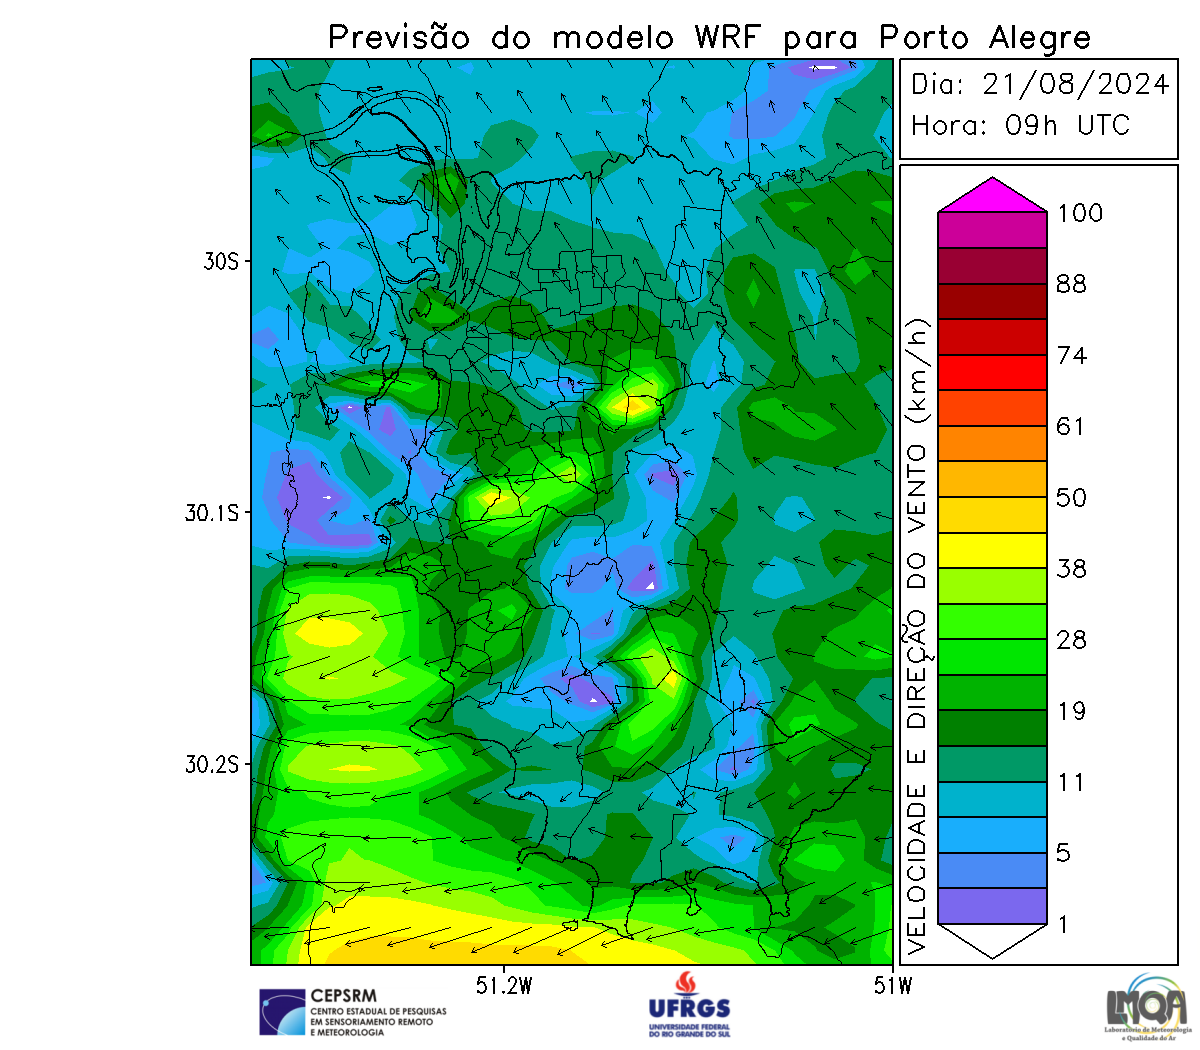 Previsão do modelo WRF para Porto Alegre
Dia: 21/08/2024
Hora: 09h UTC
30S
30.1S
30.2S
51.2W
51W
VELOCIDADE E DIREÇÃO DO VENTO (km/h)
100
88
74
61
50
38
28
19
11
5
1
CEPSRM
CENTRO ESTADUAL DE PESQUISAS
EM SENSORIAMENTO REMOTO
E METEOROLOGIA
UFRGS
UNIVERSIDADE FEDERAL
DO RIO GRANDE DO SUL
LMQA
Laboratório de Meteorologia
e Qualidade do Ar